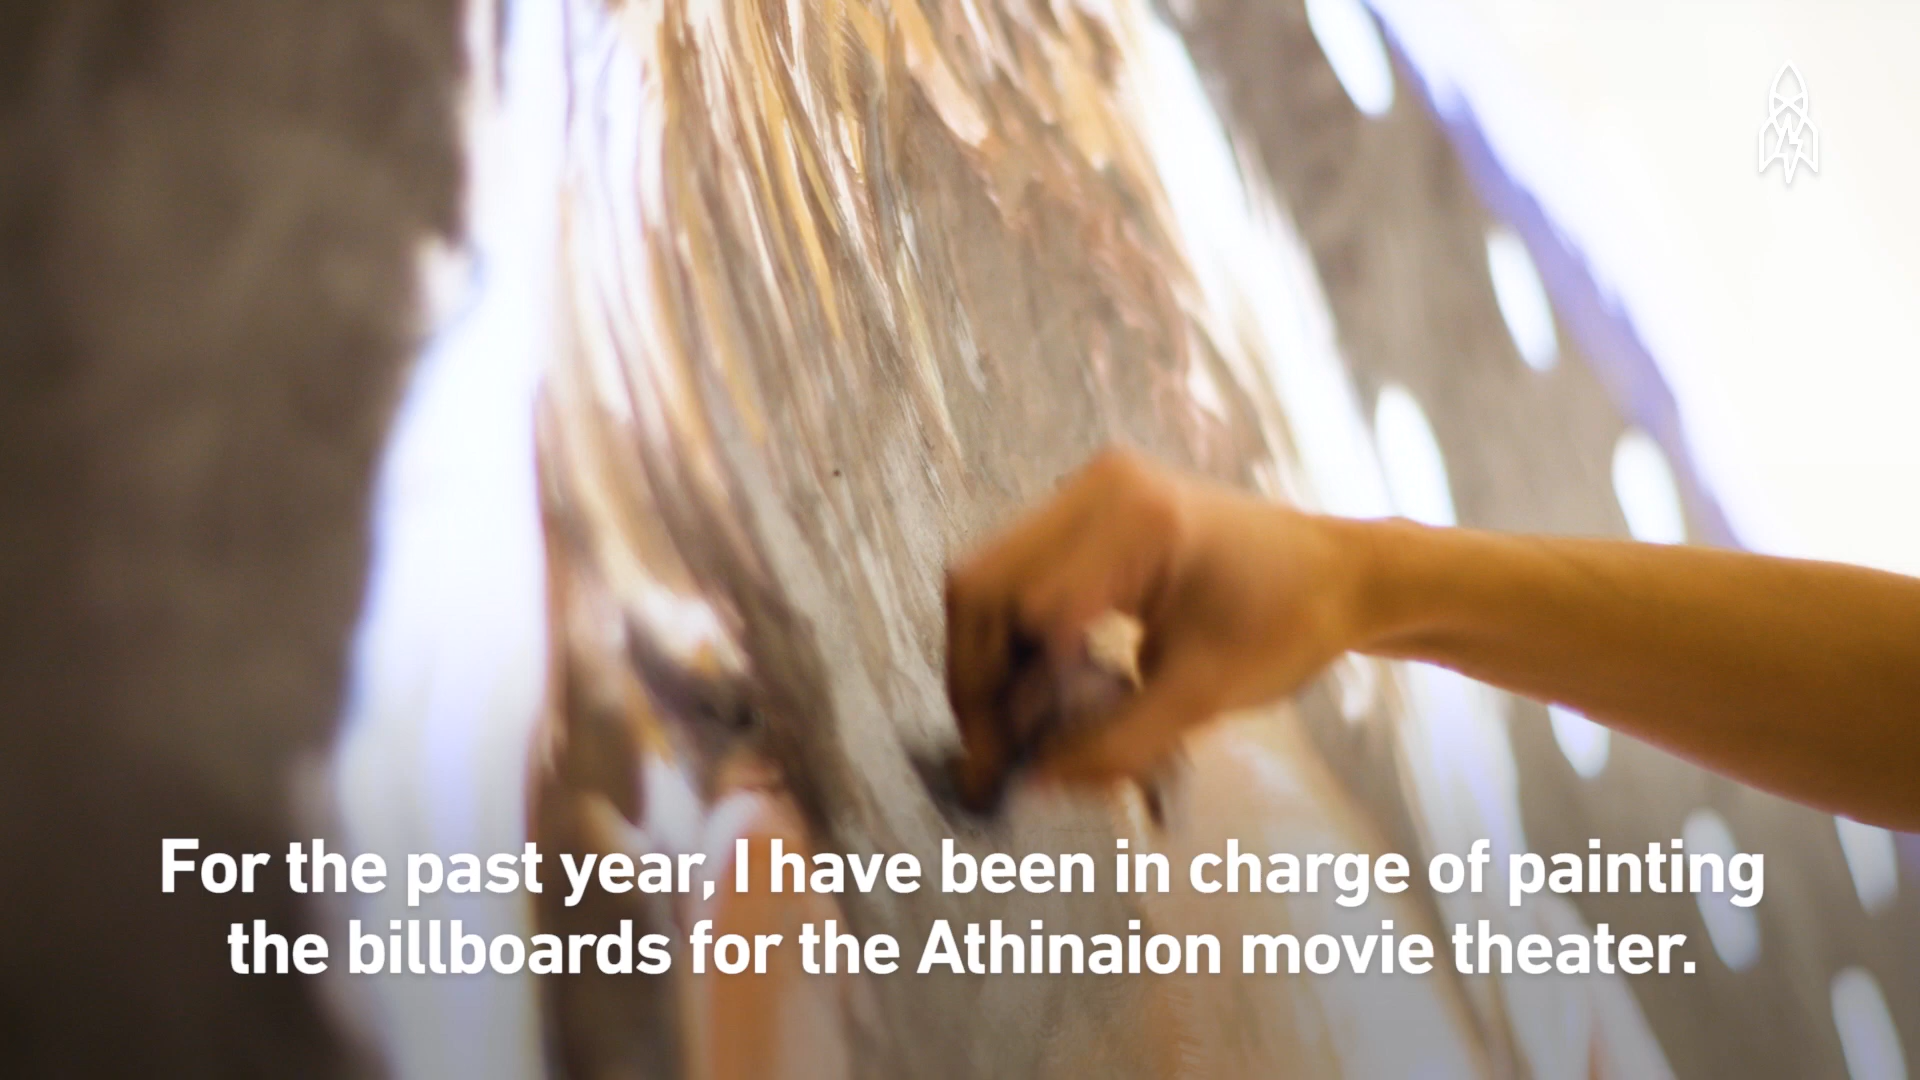 For the past year, I have been in charge of painting
the billboards for the Athinaion movie theater.